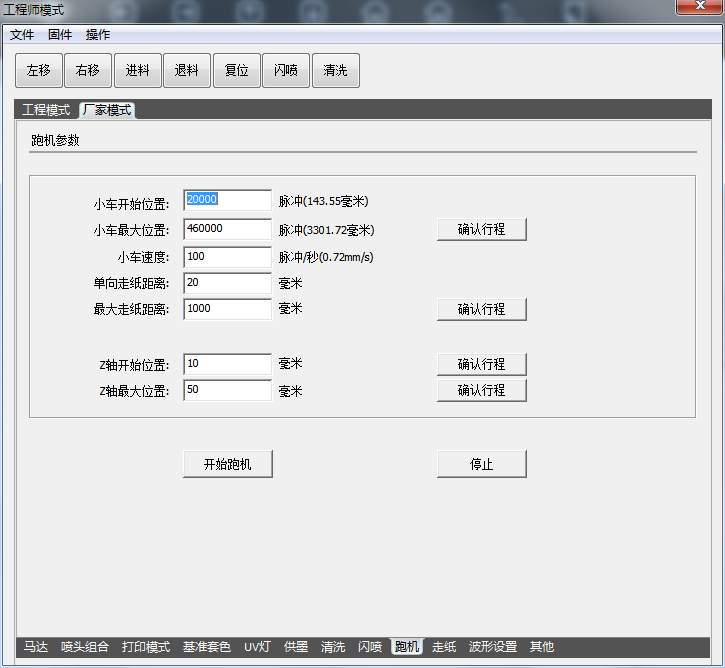 工程师模式
文件 固件 操作
左移 右移 进料 退料 复位 闪喷 清洗
工程模式 厂家模式
跑机参数
小车开始位置: 20000 脉冲(143.55毫米)
小车最大位置: 460000 脉冲(3301.72毫米) 确认行程
小车速度: 100 脉冲/秒(0.72mm/s)
单向走纸距离: 20 毫米
最大走纸距离: 1000 毫米 确认行程
Z轴开始位置: 10 毫米 确认行程
Z轴最大位置: 50 毫米 确认行程
开始跑机 停止
马达 喷头组合 打印模式 基准套色 UV灯 供墨 清洗 闪喷 跑机 走纸 波形设置 其他